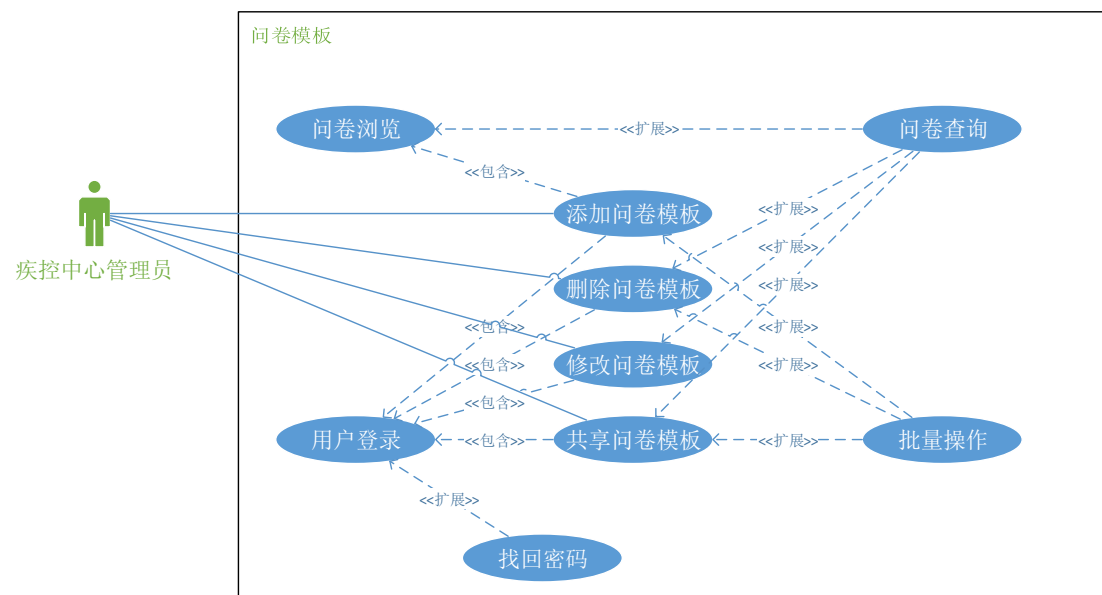 问卷模板
问卷浏览
<<扩展>>
问卷查询
<<包含>>
添加问卷模板
<<扩展>>
<<扩展>>
疾控中心管理员
删除问卷模板
<<扩展>>
<<包含>>
<<扩展>>
<<包含>>
修改问卷模板
<<扩展>>
<<包含>>
用户登录
<<包含>>
共享问卷模板
<<扩展>>
批量操作
<<扩展>>
找回密码